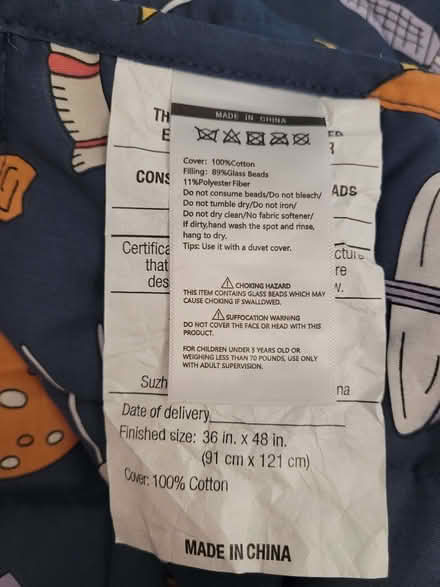 MADE IN CHINA
Cover: 100%Cotton
Filling: 89%Glass Beads
11%Polyester Fiber
Do not consume beads/Do not bleach/
Do not tumble dry/Do not iron/
Do not dry clean/No fabric softener/
If dirty,hand wash the spot and rinse,
hang to dry.
Tips: Use it with a duvet cover.
CHOKING HAZARD
THIS ITEM CONTAINS GLASS BEADS WHICH MAY
CAUSE CHOKING IF SWALLOWED.
SUFFOCATION WARNING
DO NOT COVER THE FACE OR HEAD WITH THIS
PRODUCT.
FOR CHILDREN UNDER 3 YEARS OLD OR
WEIGHING LESS THAN 70 POUNDS, USE ONLY
WITH ADULT SUPERVISION.
TH
CONS
ADS
Certifica
that
re
des
w.
Suzh
na
Date of delivery
Finished size: 36 in. x 48 in.
(91 cm x 121 cm)
Cover: 100% Cotton
MADE IN CHINA